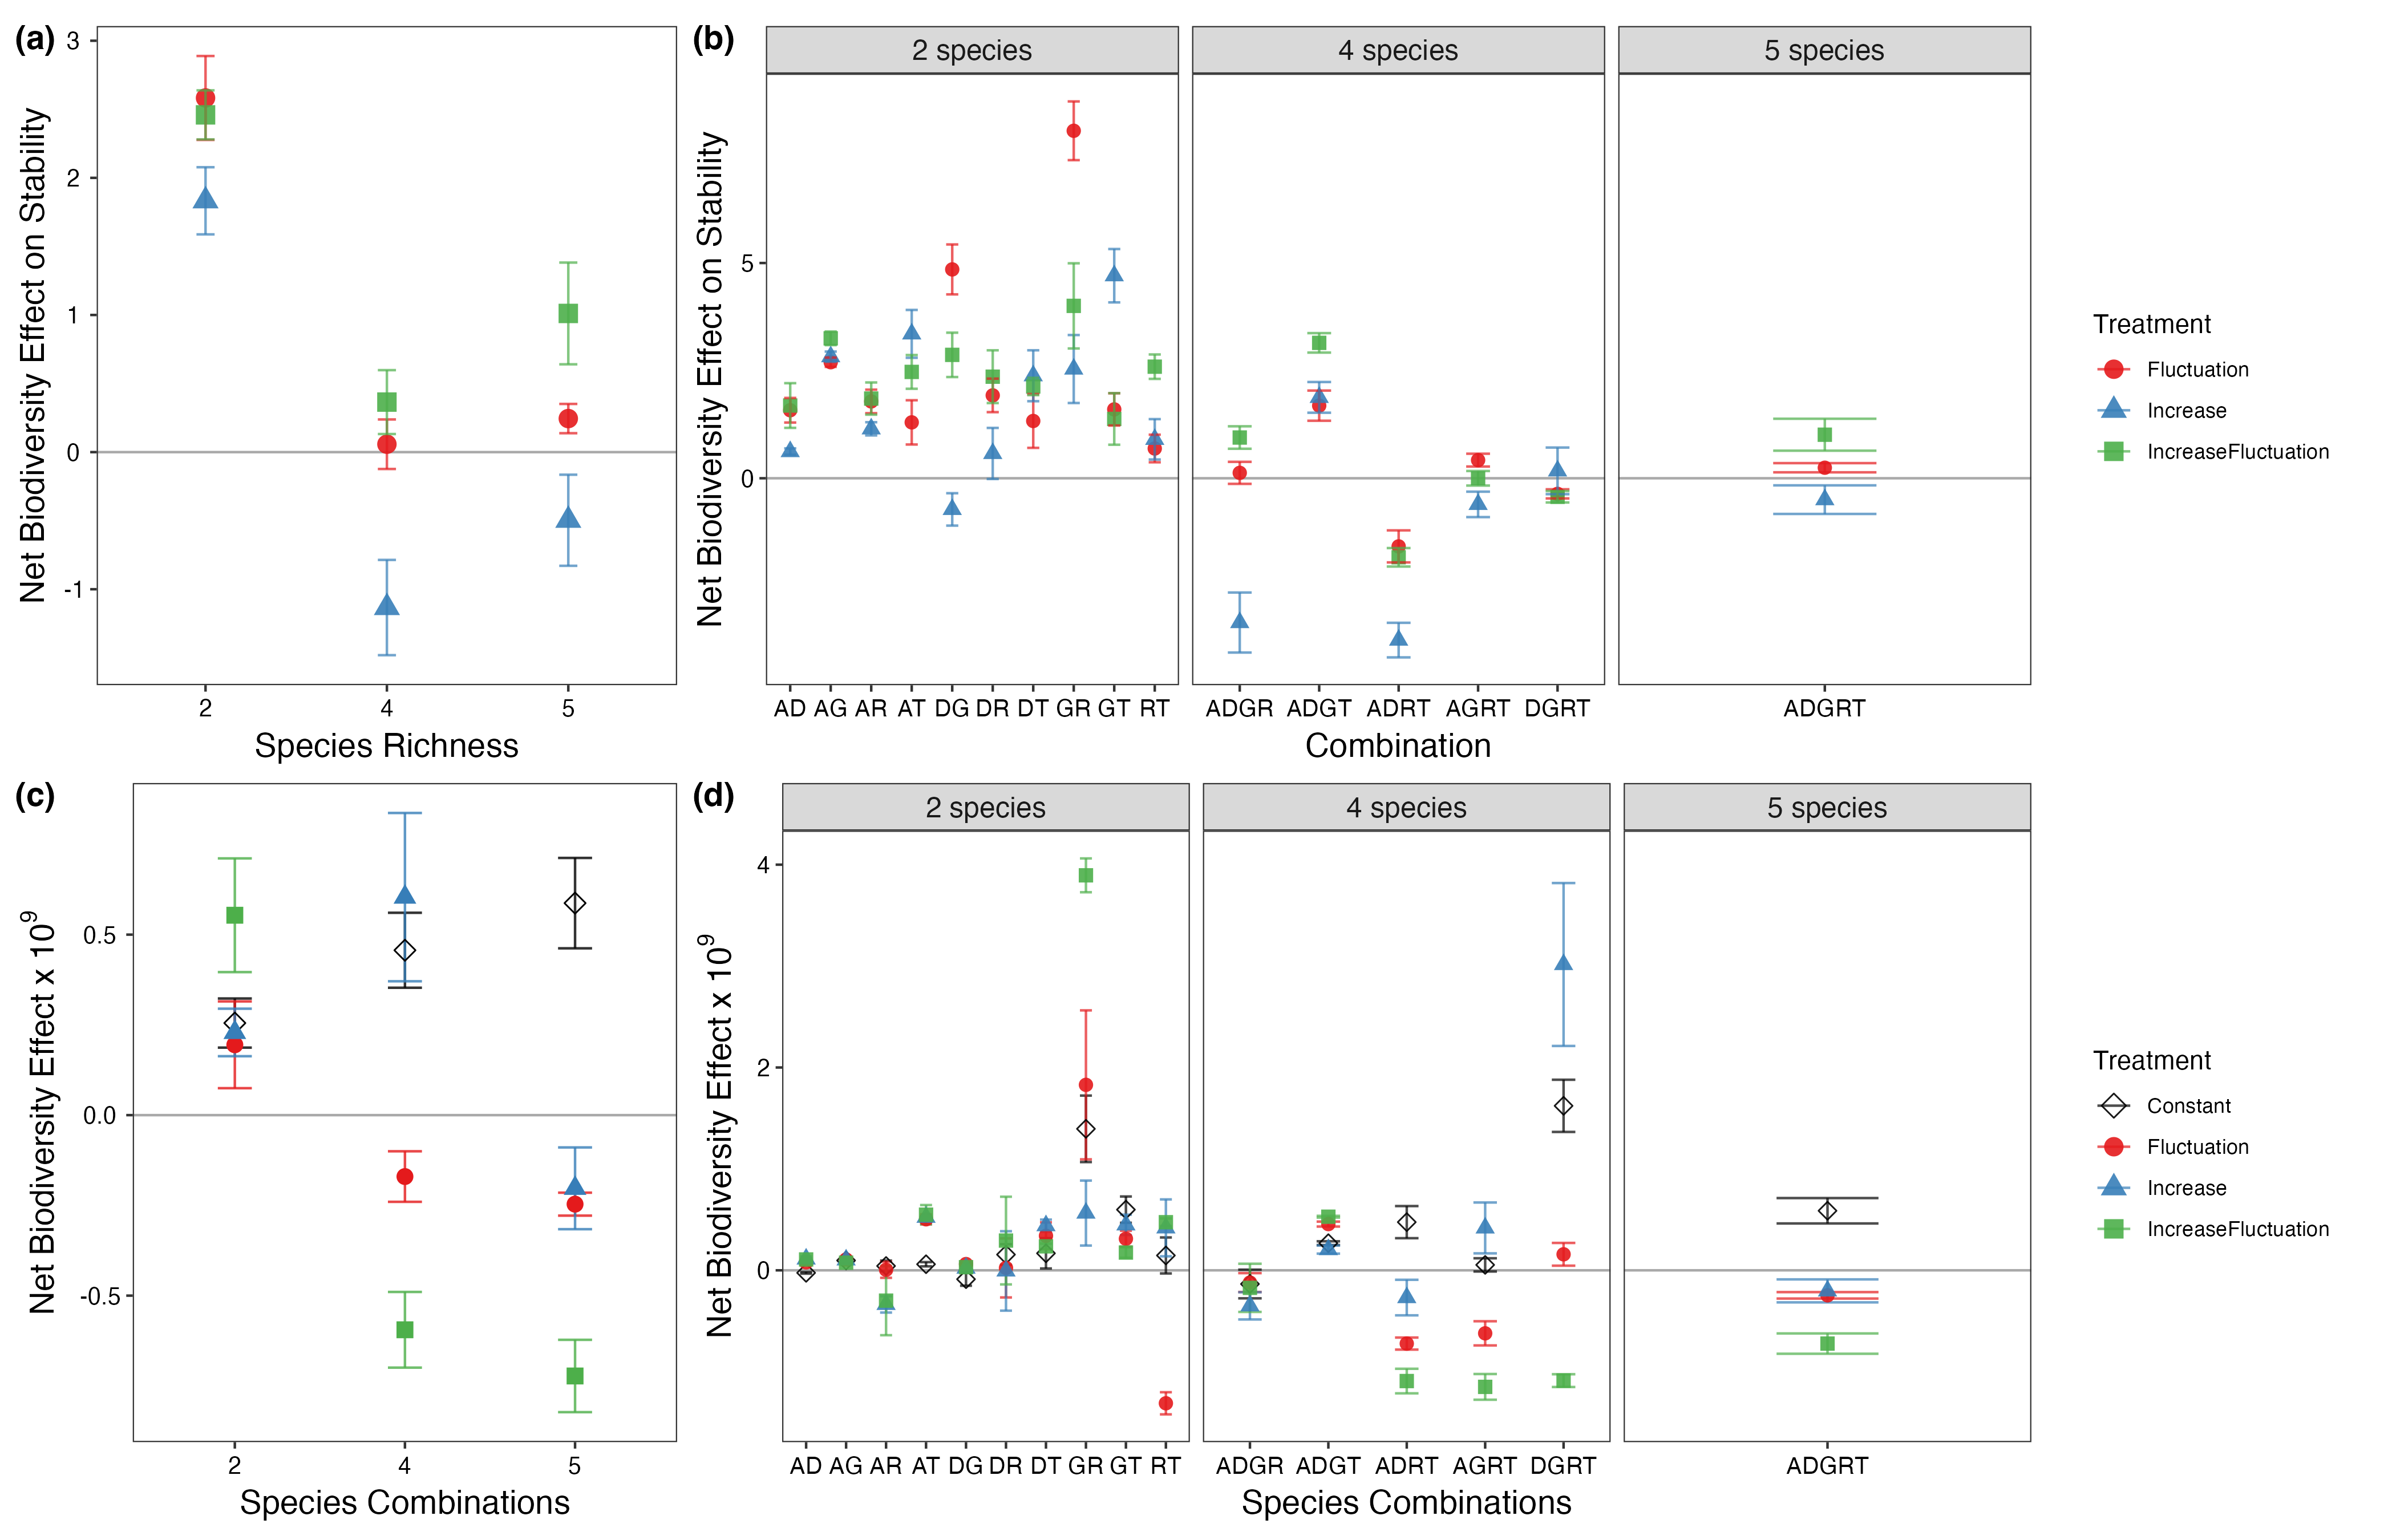 (a)
Net Biodiversity Effect on Stability
3
2
1
0
-1
2 4 5
Species Richness
(b)
Net Biodiversity Effect on Stability
2 species 4 species 5 species
5
0
AD AG AR AT DG DR DT GR GT RT
ADGR ADGT ADRT AGRT DGRT
ADGRT
Combination
Treatment
Fluctuation
Increase
IncreaseFluctuation
(c)
Net Biodiversity Effect x 10⁹
0.5
0.0
-0.5
2 4 5
Species Combinations
(d)
Net Biodiversity Effect x 10⁹
2 species 4 species 5 species
4
2
0
AD AG AR AT DG DR DT GR GT RT
ADGR ADGT ADRT AGRT DGRT
ADGRT
Species Combinations
Treatment
Constant
Fluctuation
Increase
IncreaseFluctuation